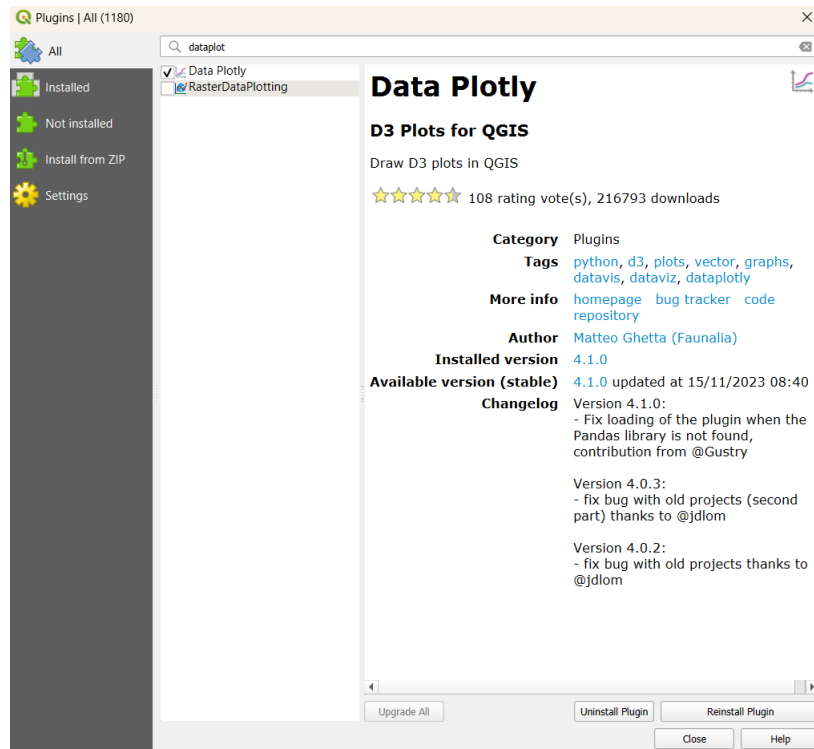 Plugins | All (1180)
All
Installed
Not installed
Install from ZIP
Settings
dataplot
Data Plotly
RasterDataPlotting
Data Plotly
D3 Plots for QGIS
Draw D3 plots in QGIS
108 rating vote(s), 216793 downloads
Category Plugins
Tags python, d3, plots, vector, graphs,
datavis, dataviz, dataplotly
More info homepage bug tracker code
repository
Author Matteo Ghetta (Faunalia)
Installed version 4.1.0
Available version (stable) 4.1.0 updated at 15/11/2023 08:40
Changelog Version 4.1.0:
- Fix loading of the plugin when the
Pandas library is not found,
contribution from @Gustry
Version 4.0.3:
- fix bug with old projects (second
part) thanks to @jdlom
Version 4.0.2:
- fix bug with old projects thanks to
@jdlom
Upgrade All
Uninstall Plugin
Reinstall Plugin
Close
Help